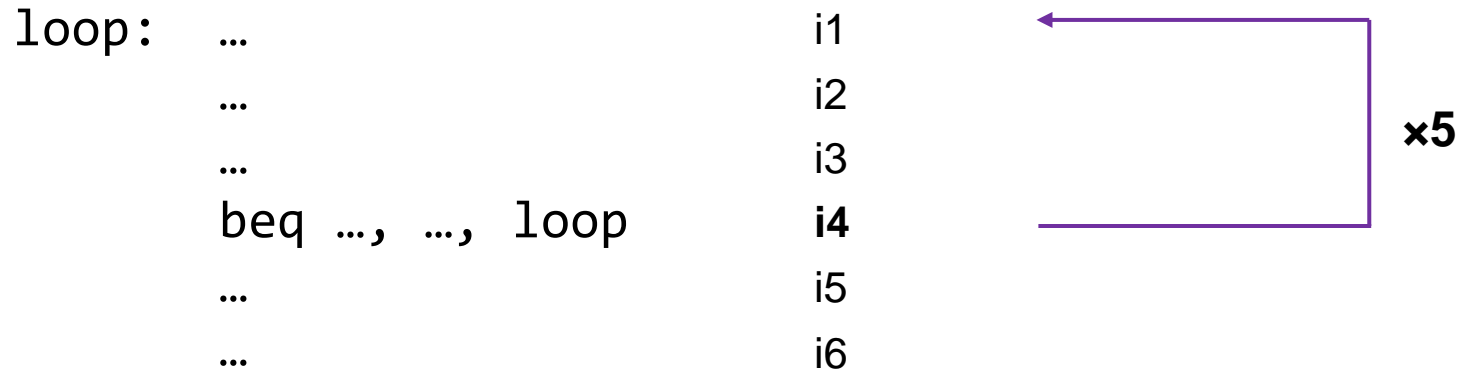 loop: … i1
… i2
… i3 ×5
beq …, …, loop i4
… i5
… i6